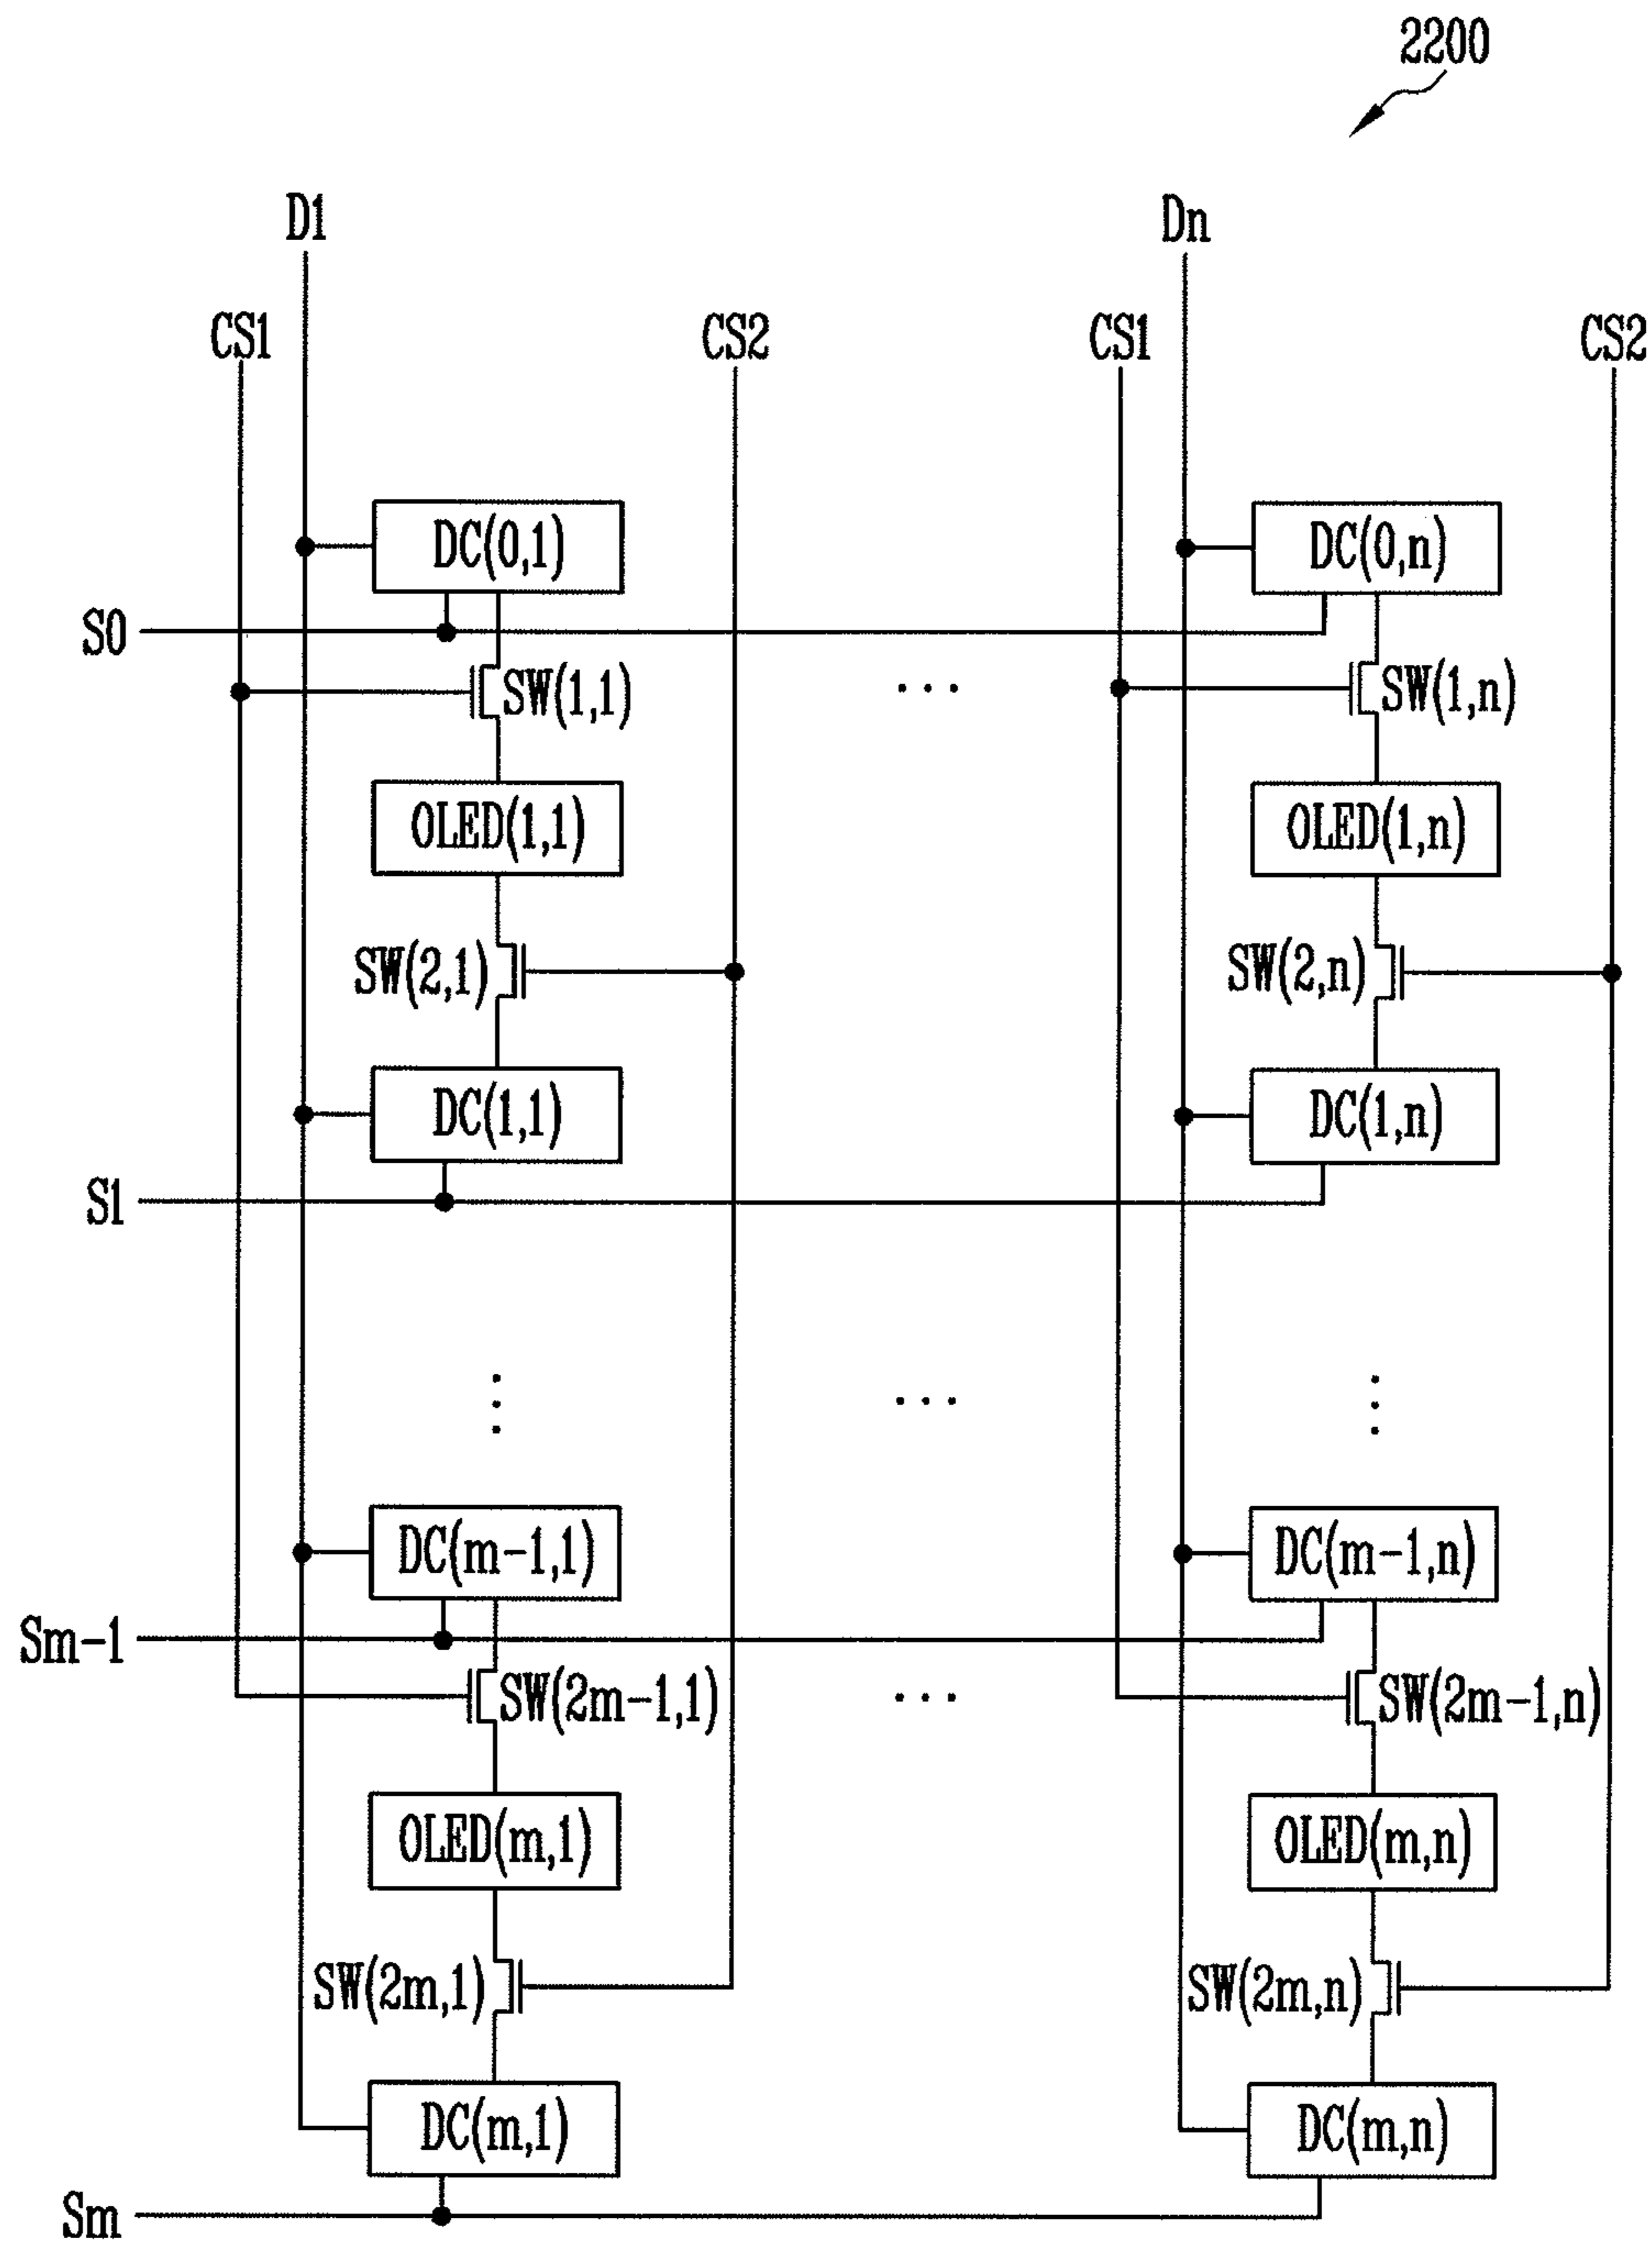 2200
D1 Dn
CS1 CS2 CS1 CS2
DC(0,1) DC(0,n)
S0
SW(1,1) ... SW(1,n)
OLED(1,1) OLED(1,n)
SW(2,1) SW(2,n)
DC(1,1) DC(1,n)
S1
... ... ...
DC(m-1,1) DC(m-1,n)
Sm-1
SW(2m-1,1) ... SW(2m-1,n)
OLED(m,1) OLED(m,n)
SW(2m,1) SW(2m,n)
DC(m,1) DC(m,n)
Sm